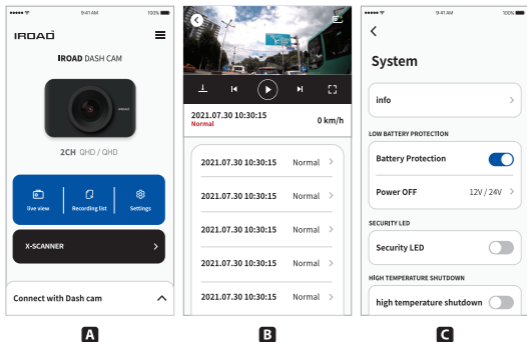 9:41 AM
100%
IROAD
IROAD DASH CAM
2CH QHD / QHD
live view
Recording list
Settings
X-SCANNER
Connect with Dash cam
A
2021.07.30 10:30:15
Normal
0 km/h
2021.07.30 10:30:15 Normal
2021.07.30 10:30:15 Normal
2021.07.30 10:30:15 Normal
2021.07.30 10:30:15 Normal
2021.07.30 10:30:15 Normal
B
9:41 AM
100%
System
info
LOW BATTERY PROTECTION
Battery Protection
Power OFF 12V / 24V
SECURITY LED
Security LED
HIGH TEMPERATURE SHUTDOWN
high temperature shutdown
C